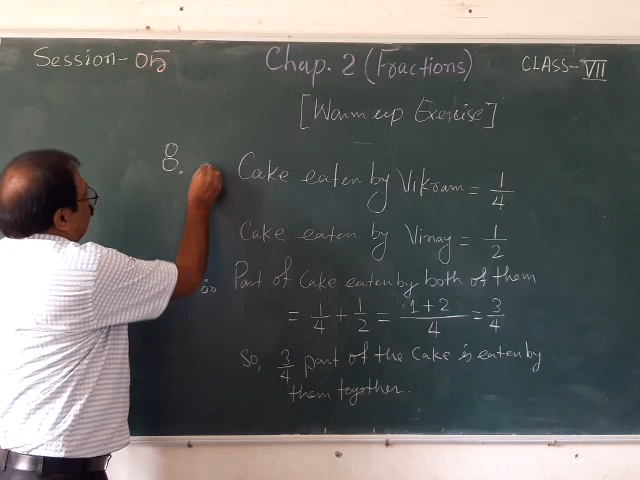 Session-05
Chap. 2 (Fractions)
CLASS-VII
[Warm up Exercise]
8.
Cake eaten by Vikram = 1/4
Cake eaten by Vinay = 1/2
∴ Part of Cake eaten by both of them
= 1/4 + 1/2 = (1+2)/4 = 3/4
So, 3/4 part of the Cake is eaten by
them together.